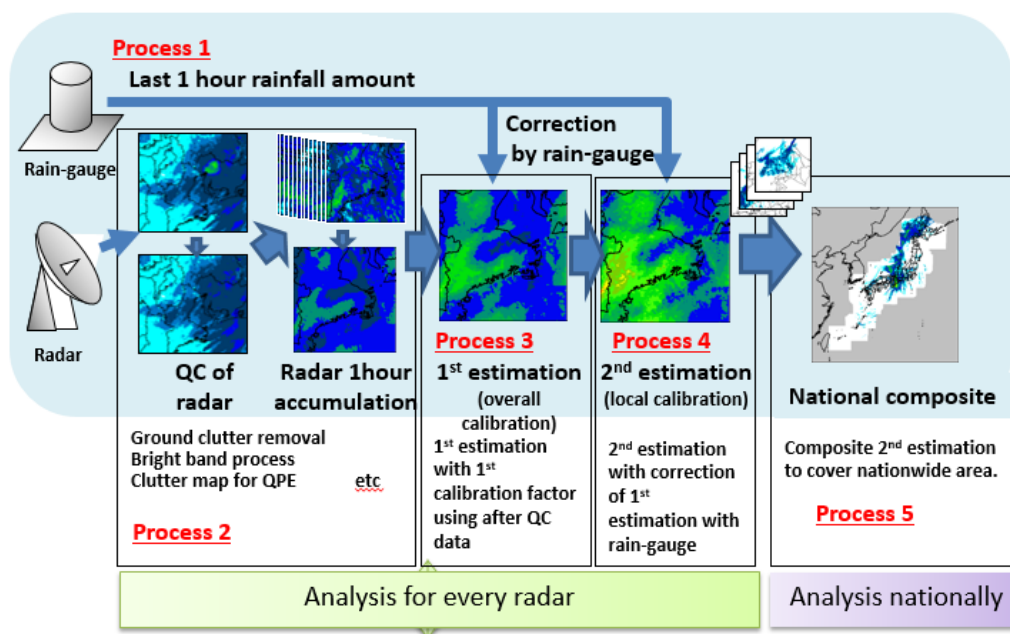 Process 1
Last 1 hour rainfall amount
Rain-gauge
Correction
by rain-gauge
Radar
QC of
radar
Radar 1hour
accumulation
Ground clutter removal
Bright band process
Clutter map for QPE etc
Process 2
Process 3
1st estimation
(overall
calibration)
1st estimation
with 1st
calibration factor
using after QC
data
Process 4
2nd estimation
(local calibration)
2nd estimation
with correction
of 1st
estimation with
rain-gauge
National composite
Composite 2nd estimation
to cover nationwide area.
Process 5
Analysis for every radar
Analysis nationally